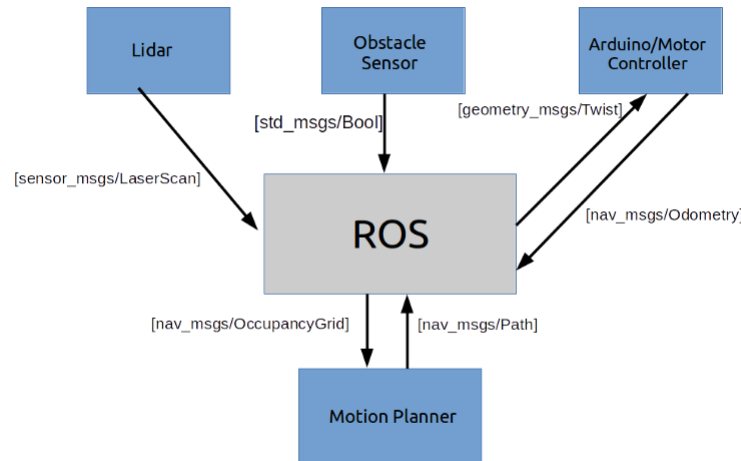 Lidar
Obstacle
Sensor
Arduino/Motor
Controller
[std_msgs/Bool]
[geometry_msgs/Twist]
[sensor_msgs/LaserScan]
[nav_msgs/Odometry]
ROS
[nav_msgs/OccupancyGrid]
[nav_msgs/Path]
Motion Planner